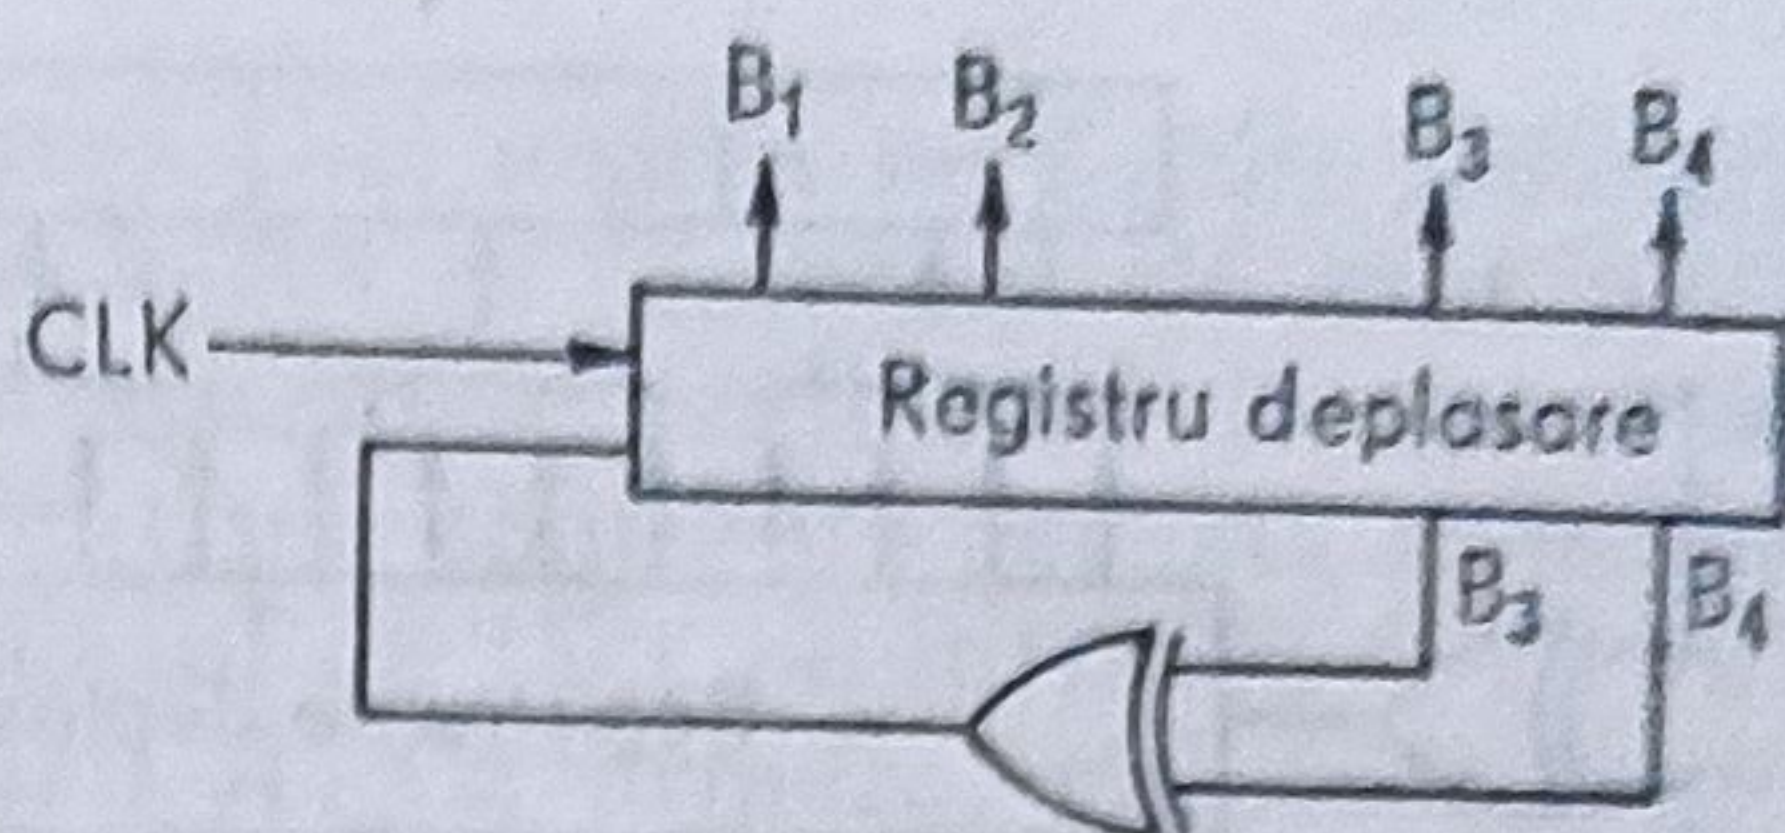 B₁ B₂ B₃ B₄
CLK
Registru deplasare
B₃ B₄